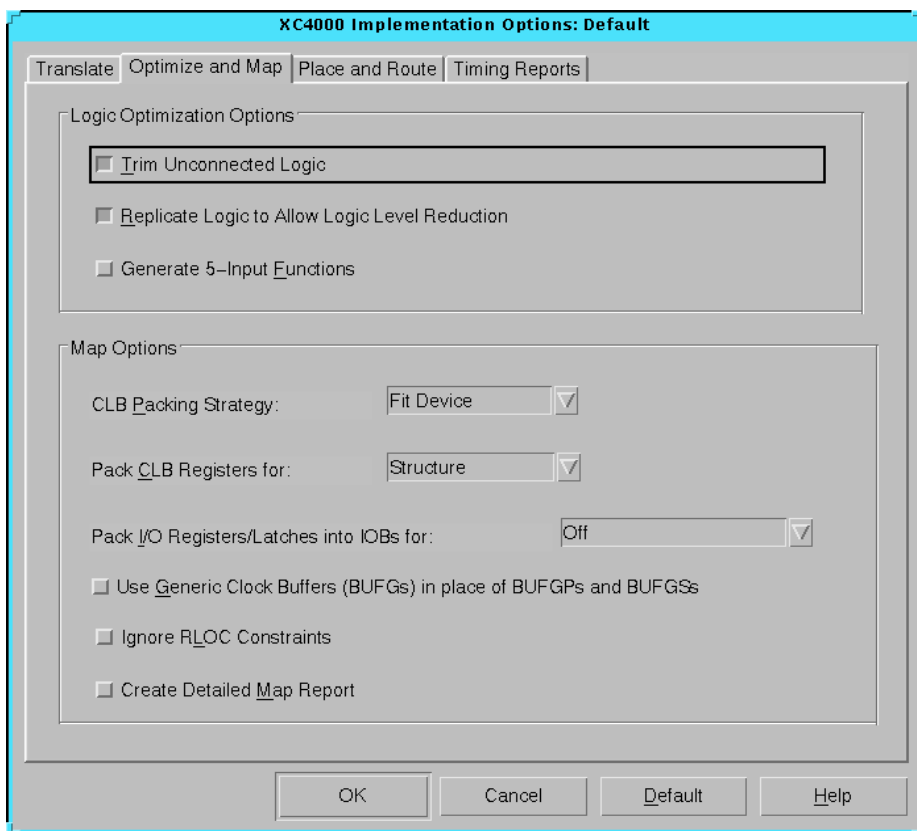 XC4000 Implementation Options: Default
Translate Optimize and Map Place and Route Timing Reports
Logic Optimization Options
Trim Unconnected Logic
Replicate Logic to Allow Logic Level Reduction
Generate 5-Input Functions
Map Options
CLB Packing Strategy: Fit Device
Pack CLB Registers for: Structure
Pack I/O Registers/Latches into IOBs for: Off
Use Generic Clock Buffers (BUFGs) in place of BUFGPs and BUFGSs
Ignore RLOC Constraints
Create Detailed Map Report
OK Cancel Default Help